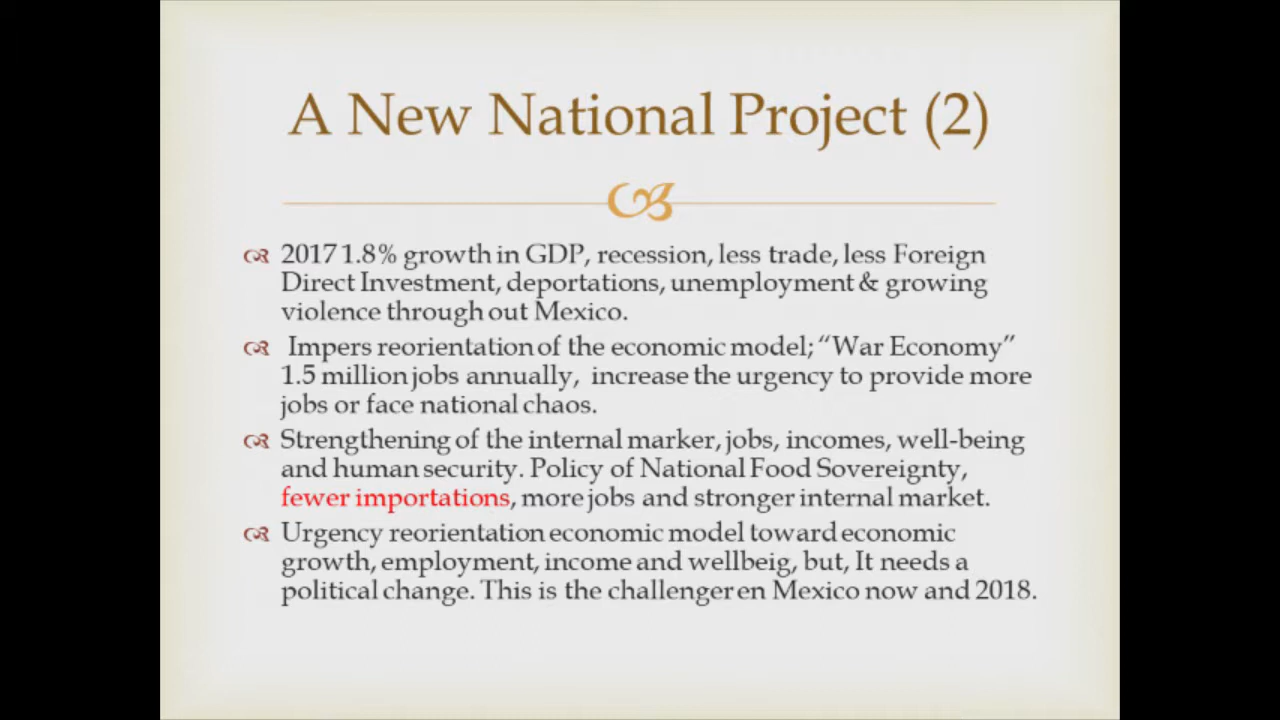 A New National Project (2)
2017 1.8% growth in GDP, recession, less trade, less Foreign
Direct Investment, deportations, unemployment & growing
violence through out Mexico.
Impers reorientation of the economic model; “War Economy”
1.5 million jobs annually, increase the urgency to provide more
jobs or face national chaos.
Strengthening of the internal marker, jobs, incomes, well-being
and human security. Policy of National Food Sovereignty,
fewer importations, more jobs and stronger internal market.
Urgency reorientation economic model toward economic
growth, employment, income and wellbeig, but, It needs a
political change. This is the challenger en Mexico now and 2018.